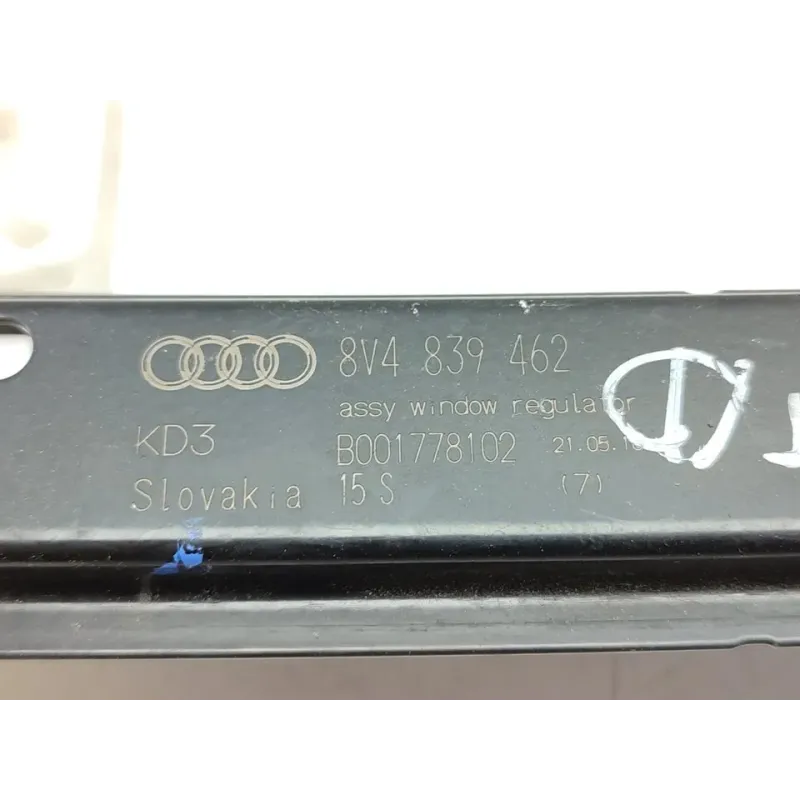 8V4 839 462
assy window regulator
KD3
B001778102
Slovakia
15 S
(7)